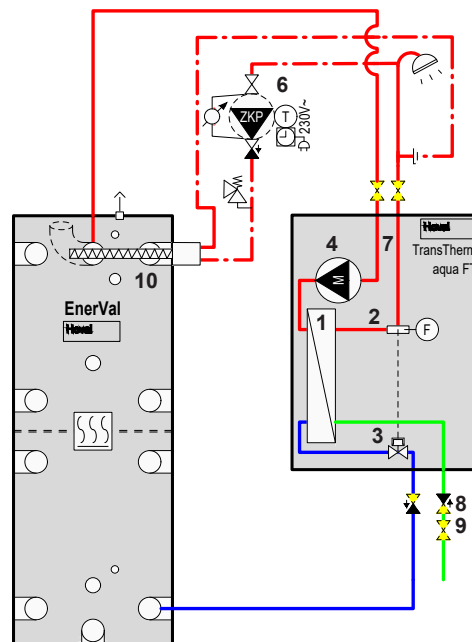 6
ZKP
T
230V~
Hoval
4
7
TransTherm
aqua F
M
10
EnerVal
Hoval
1
2
F
3
8
9